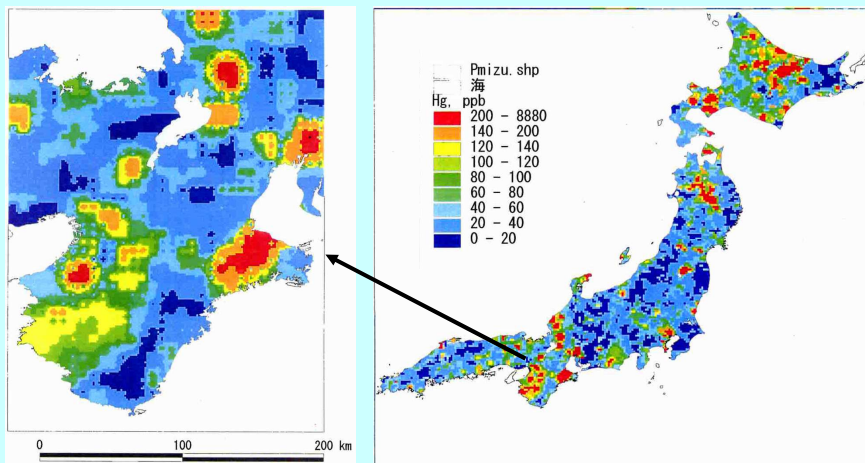 Pmizu.shp
海
Hg, ppb
200 - 8880
140 - 200
120 - 140
100 - 120
80 - 100
60 - 80
40 - 60
20 - 40
0 - 20
0 100 200 km